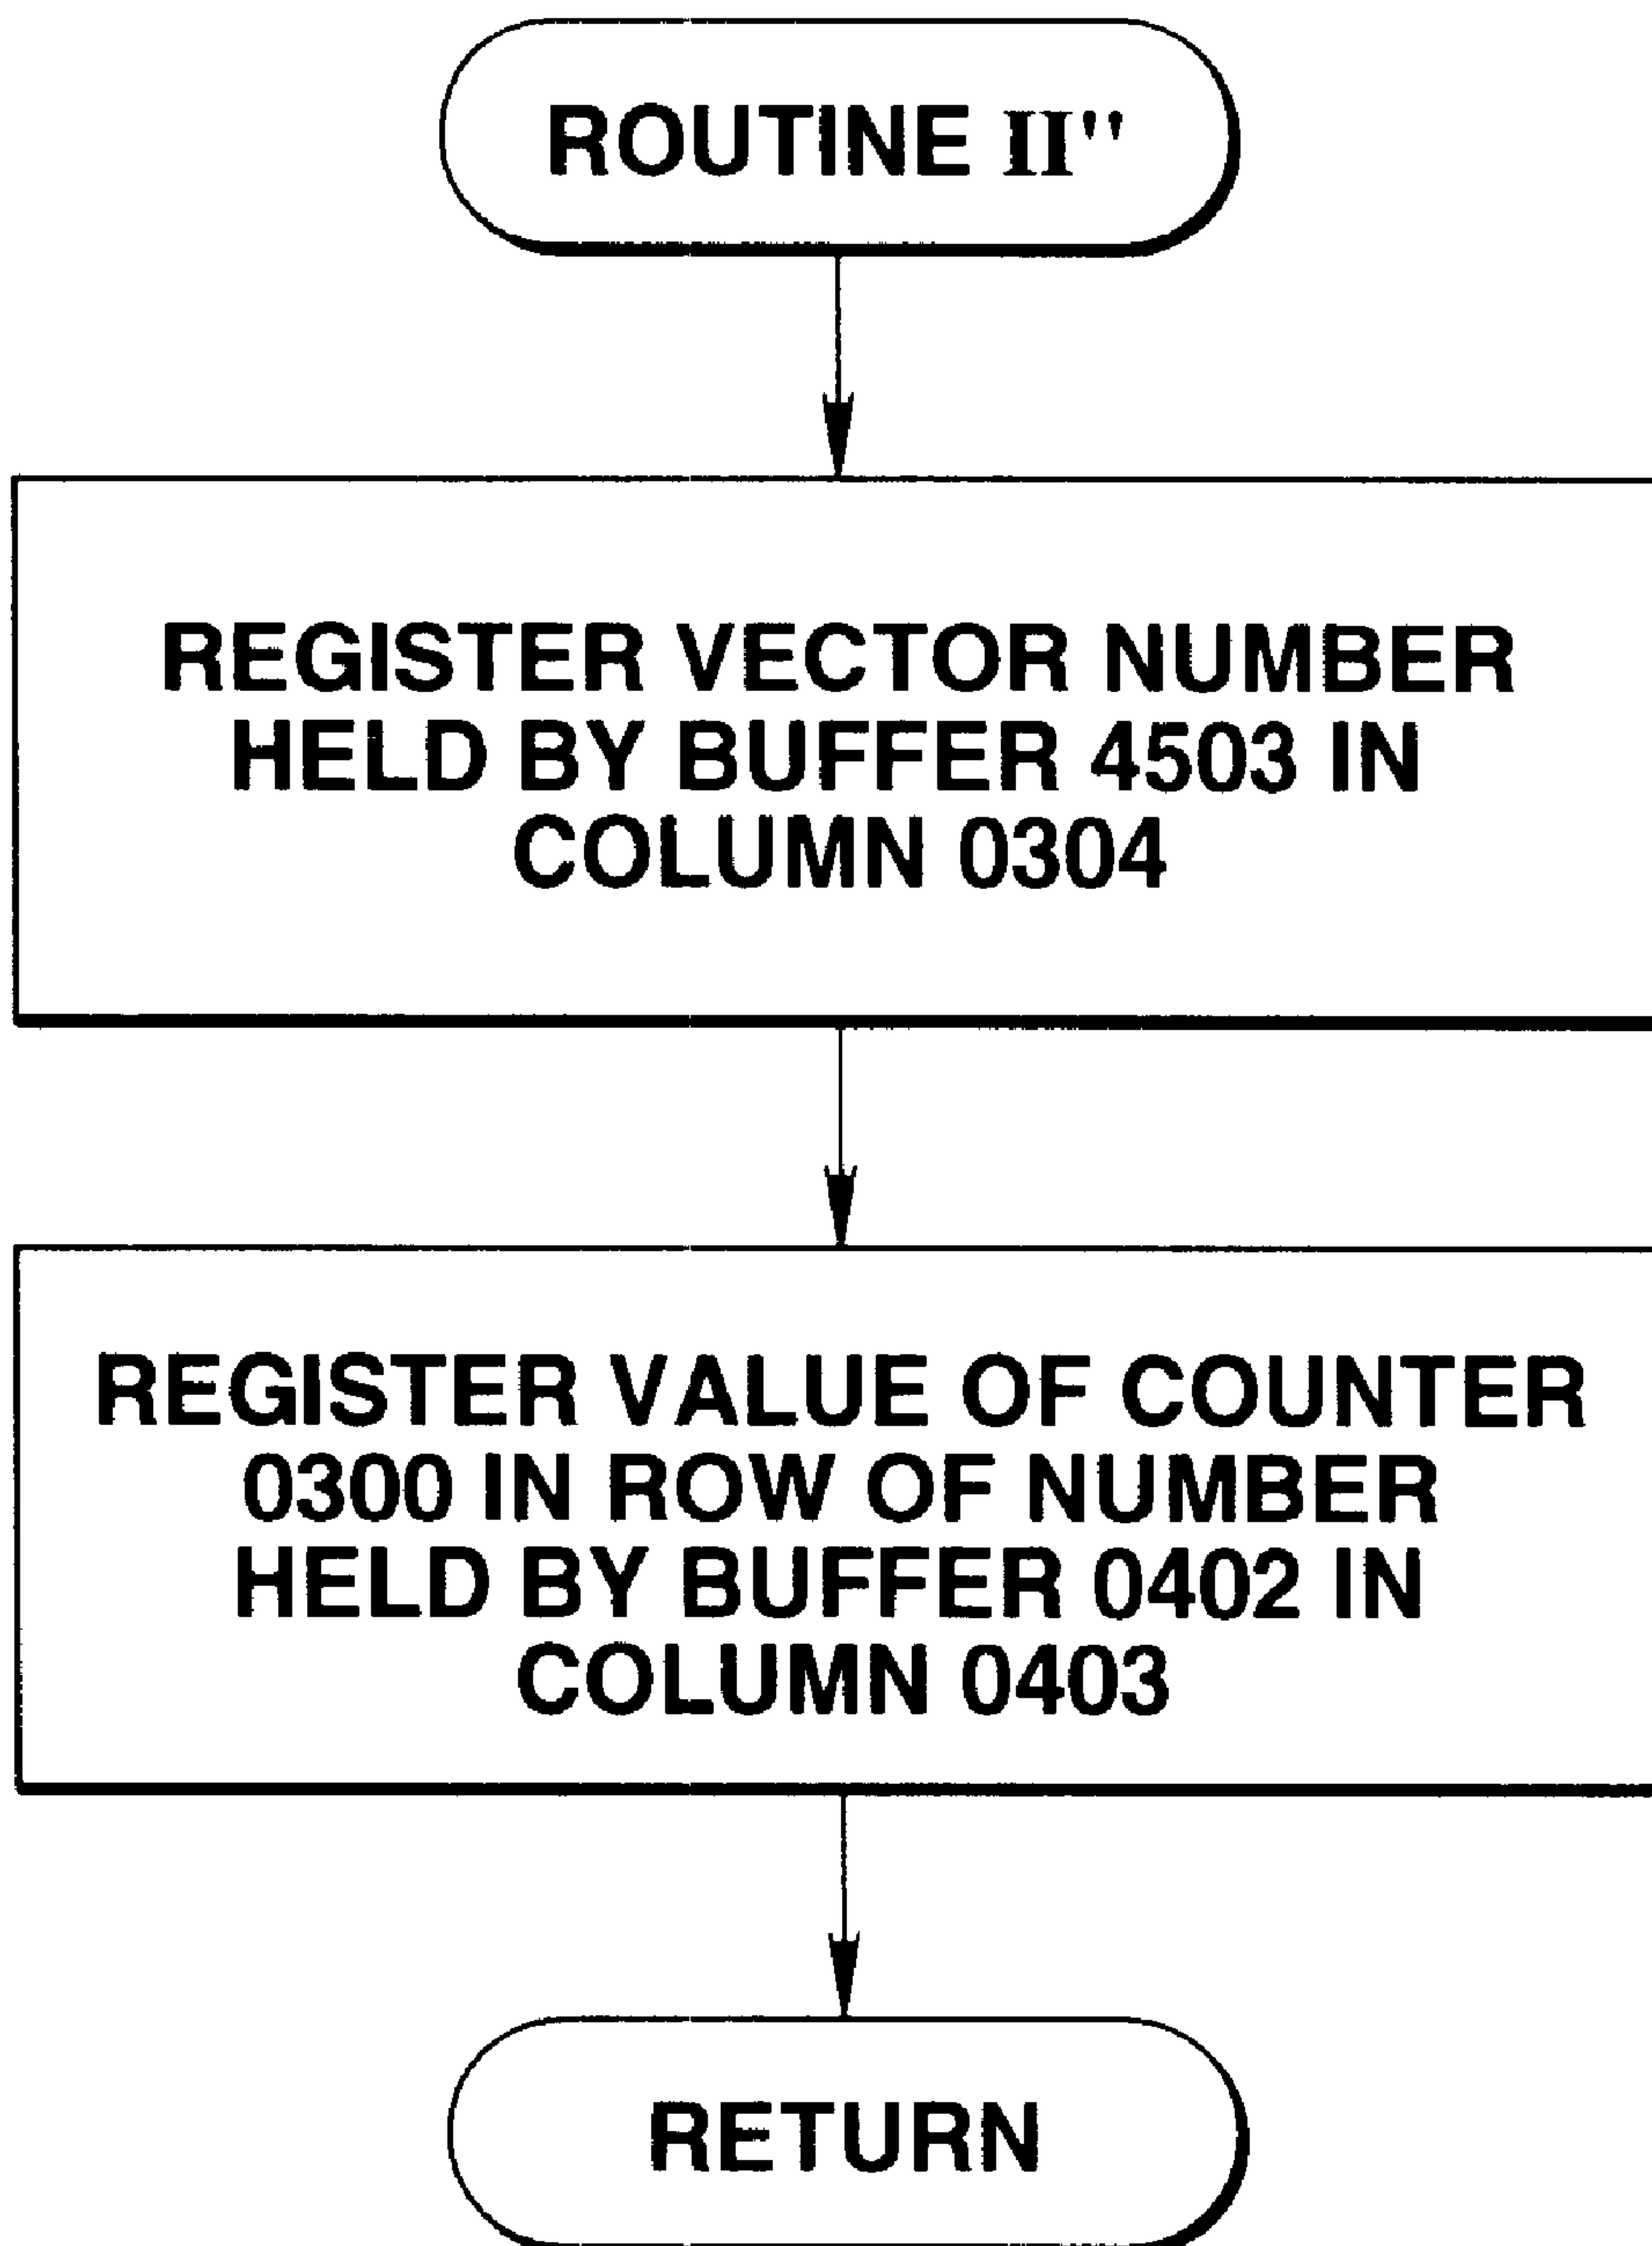 ROUTINE II"
REGISTER VECTOR NUMBER
HELD BY BUFFER 4503 IN
COLUMN 0304
REGISTER VALUE OF COUNTER
0300 IN ROW OF NUMBER
HELD BY BUFFER 0402 IN
COLUMN 0403
RETURN